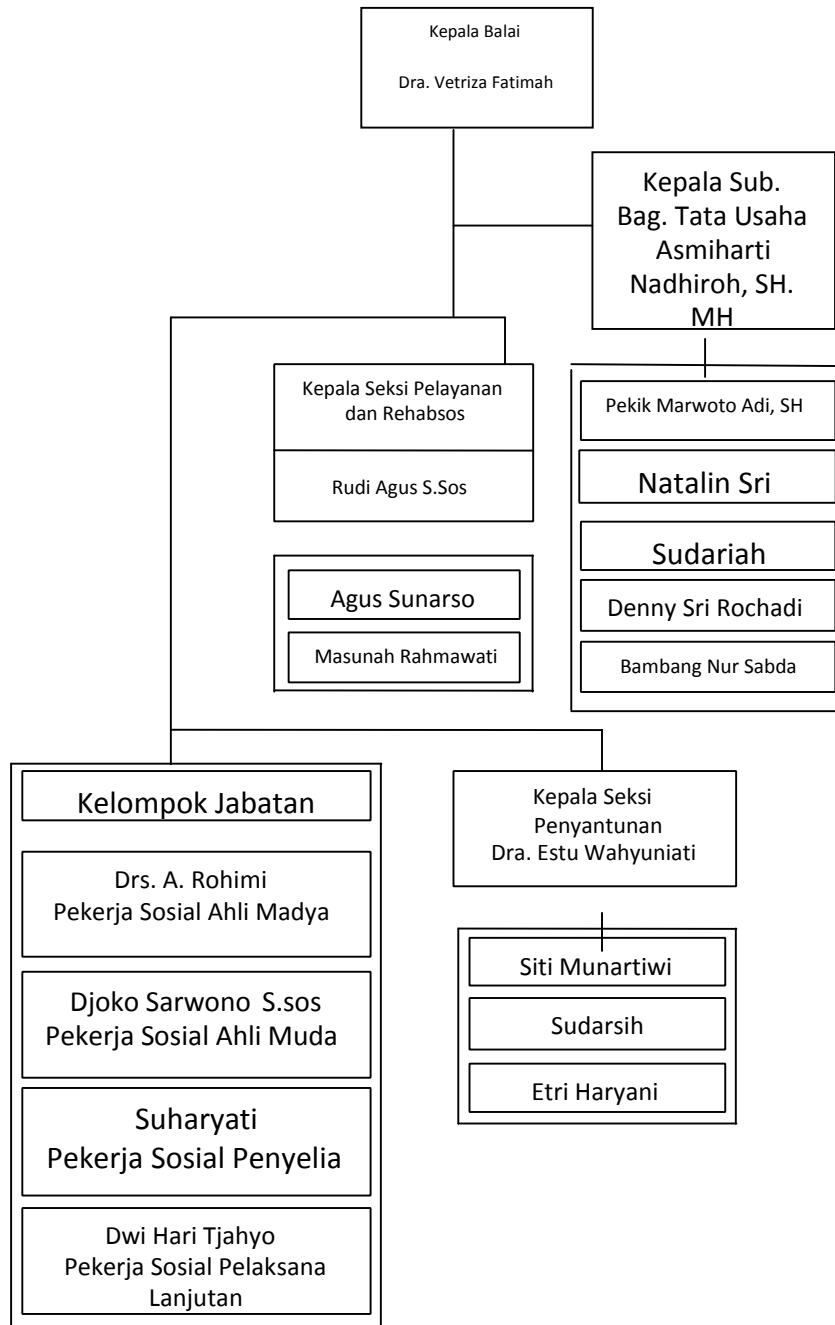 Kepala Balai
Dra. Vetriza Fatimah
Kepala Sub.
Bag. Tata Usaha
Asmiharti
Nadhiroh, SH.
MH
Kepala Seksi Pelayanan
dan Rehabsos
Rudi Agus S.Sos
Agus Sunarso
Masunah Rahmawati
Pekik Marwoto Adi, SH
Natalin Sri
Sudariah
Denny Sri Rochadi
Bambang Nur Sabda
Kelompok Jabatan
Drs. A. Rohimi
Pekerja Sosial Ahli Madya
Djoko Sarwono S.sos
Pekerja Sosial Ahli Muda
Suharyati
Pekerja Sosial Penyelia
Dwi Hari Tjahyo
Pekerja Sosial Pelaksana
Lanjutan
Kepala Seksi
Penyantunan
Dra. Estu Wahyuniati
Siti Munartiwi
Sudarsih
Etri Haryani